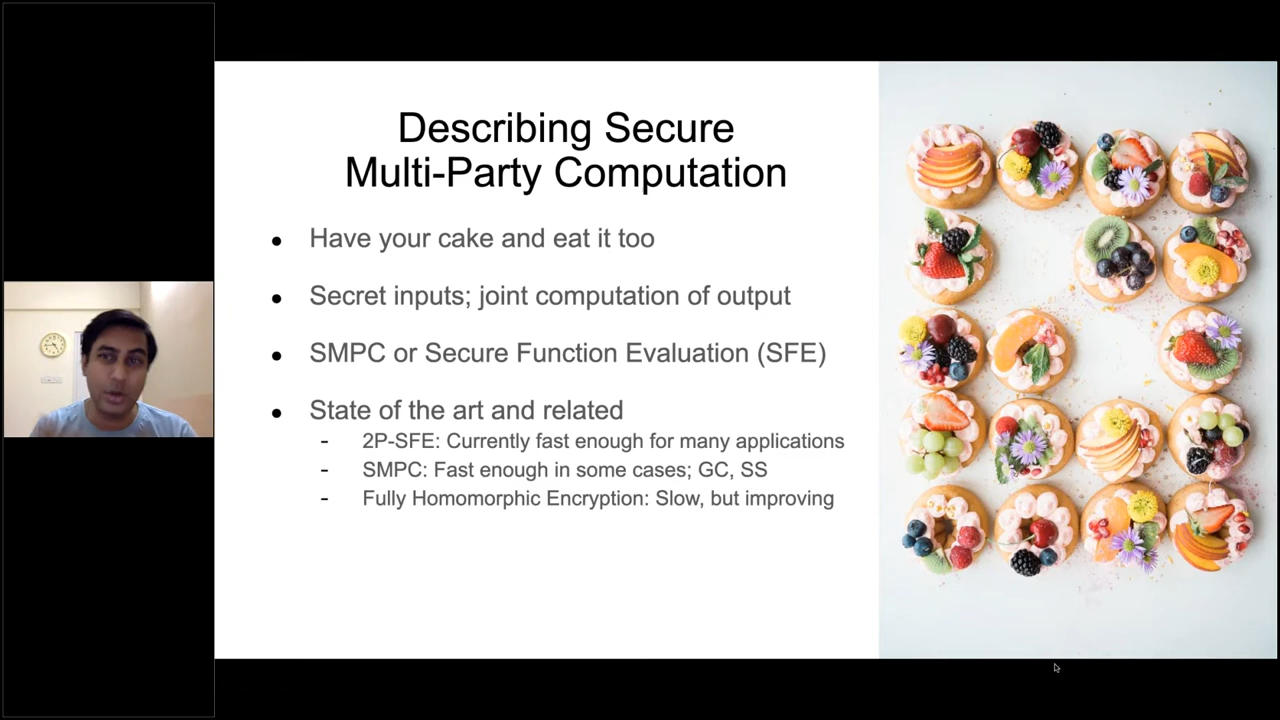 Describing Secure
Multi-Party Computation
● Have your cake and eat it too
● Secret inputs; joint computation of output
● SMPC or Secure Function Evaluation (SFE)
● State of the art and related
- 2P-SFE: Currently fast enough for many applications
- SMPC: Fast enough in some cases; GC, SS
- Fully Homomorphic Encryption: Slow, but improving